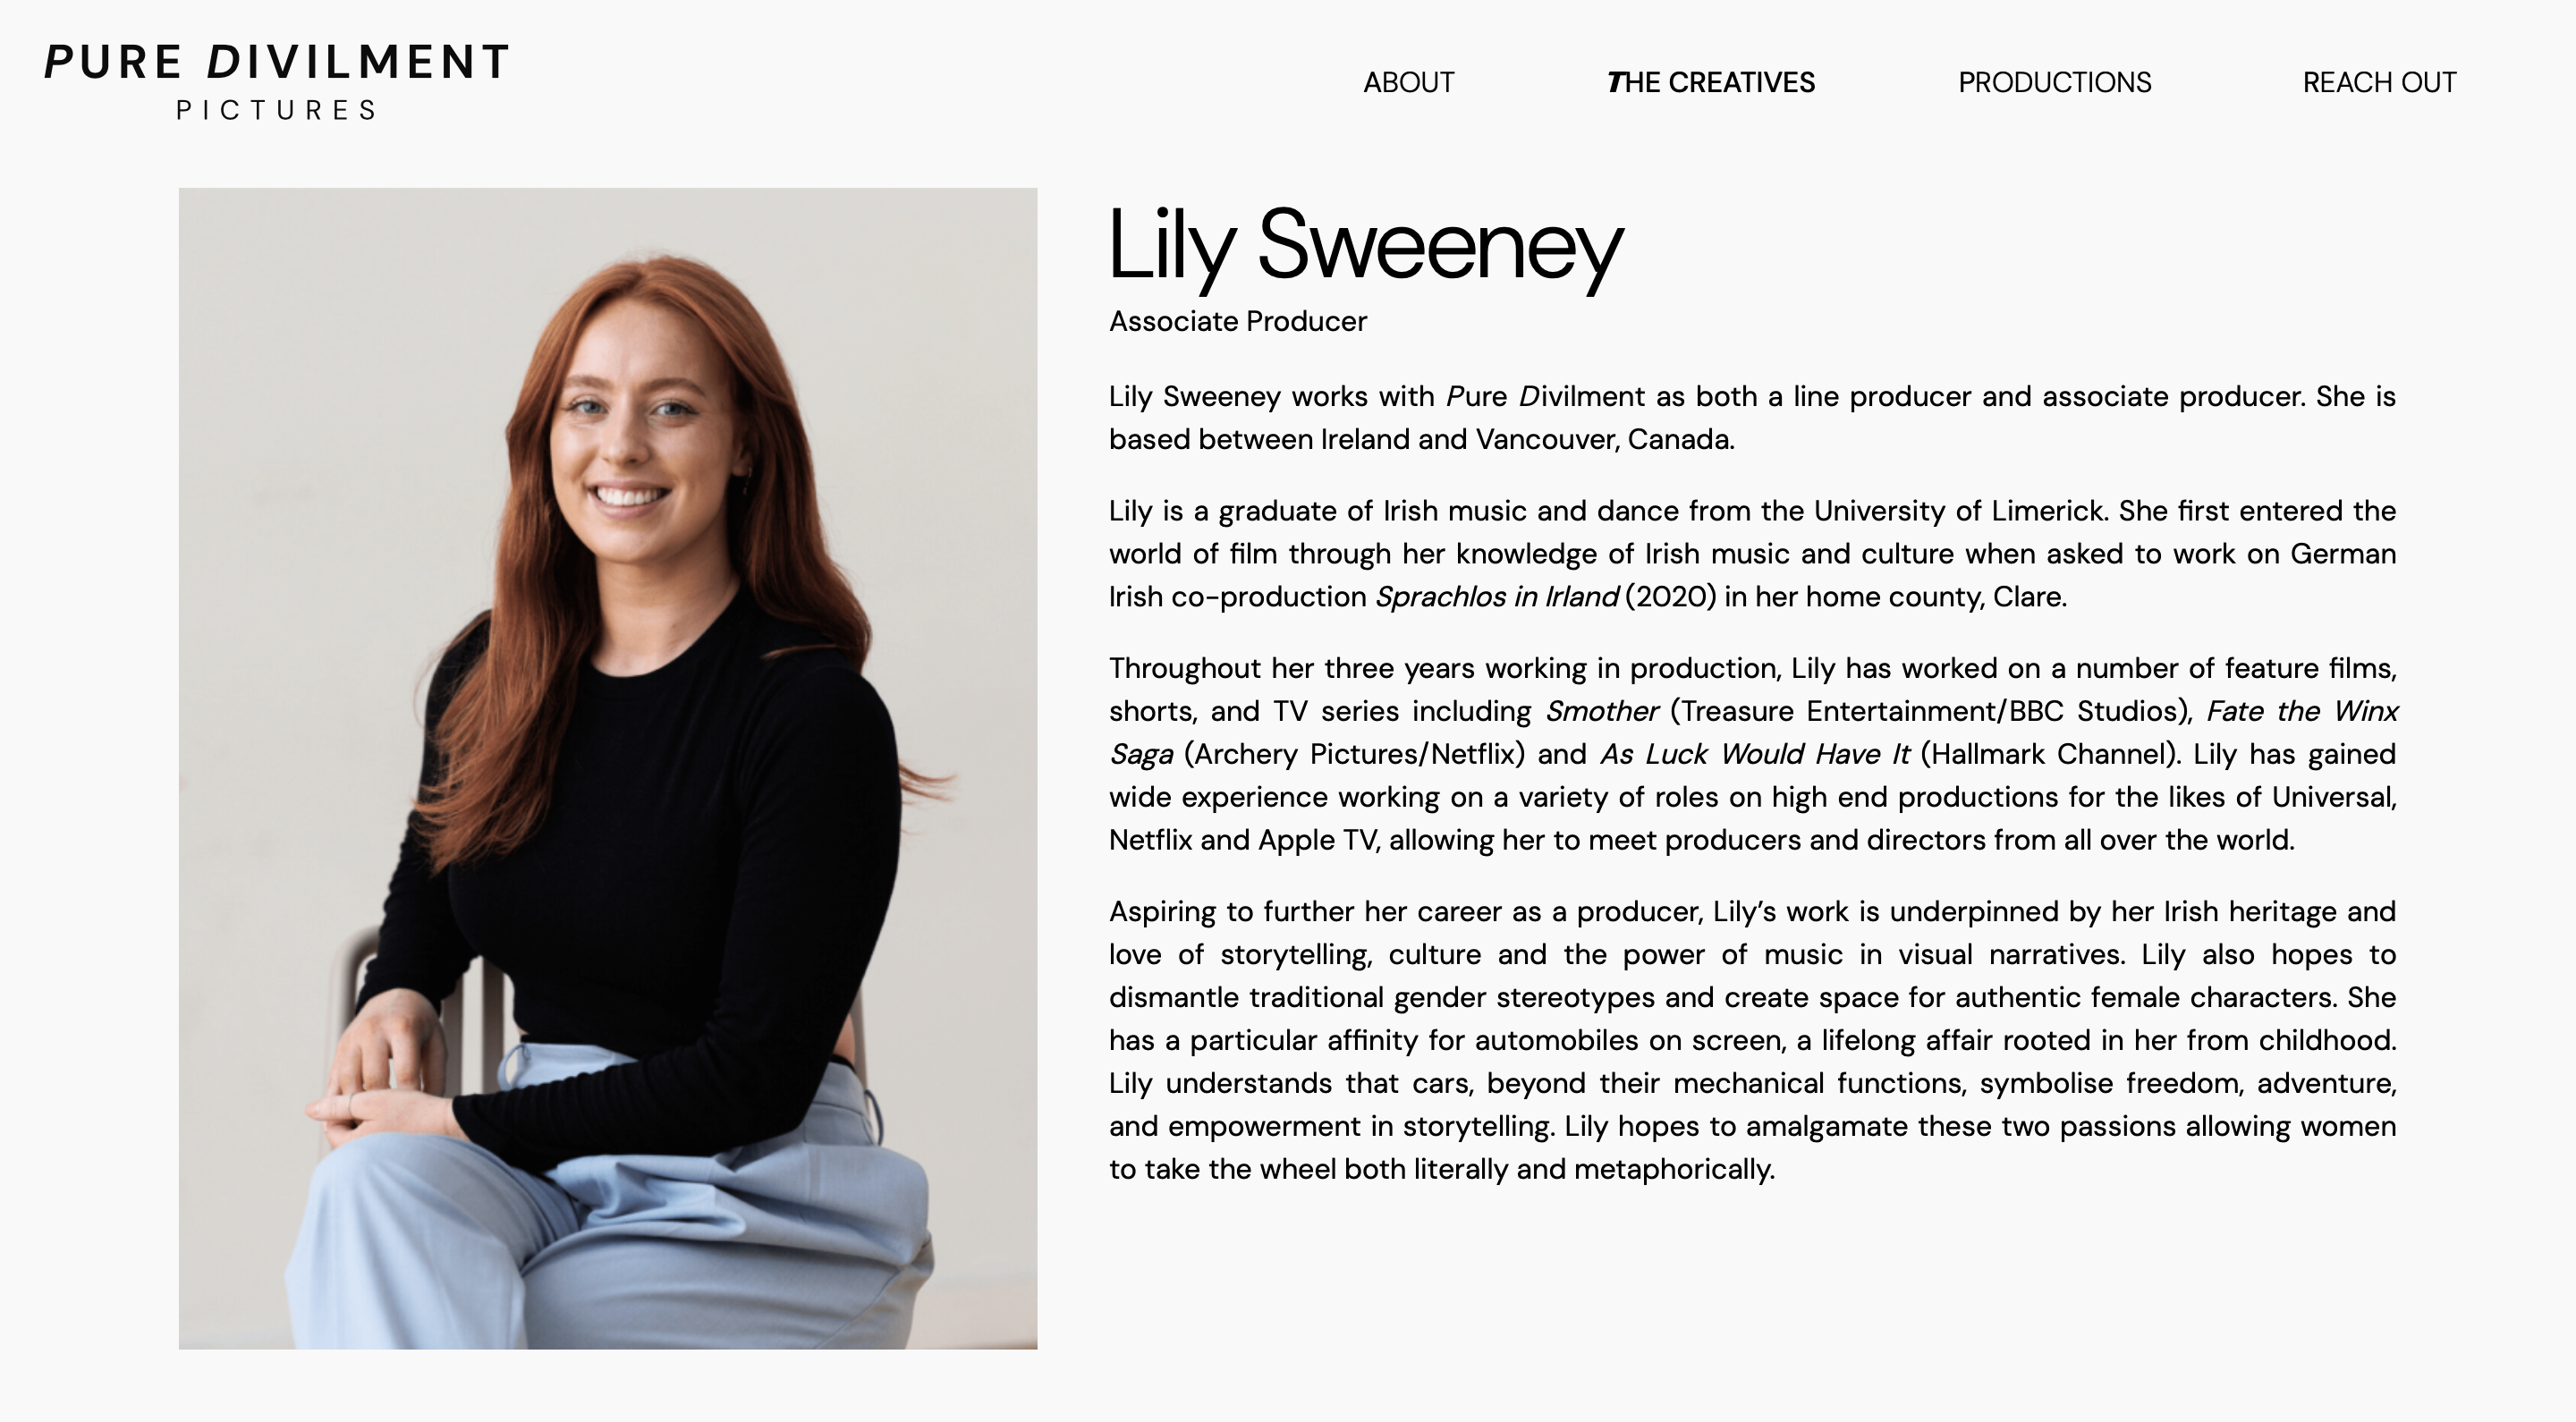 PURE DIVILMENT
PICTURES
ABOUT
THE CREATIVES
PRODUCTIONS
REACH OUT
Lily Sweeney
Associate Producer
Lily Sweeney works with Pure Divilment as both a line producer and associate producer. She is
based between Ireland and Vancouver, Canada.
Lily is a graduate of Irish music and dance from the University of Limerick. She first entered the
world of film through her knowledge of Irish music and culture when asked to work on German
Irish co-production Sprachlos in Irland (2020) in her home county, Clare.
Throughout her three years working in production, Lily has worked on a number of feature films,
shorts, and TV series including Smother (Treasure Entertainment/BBC Studios), Fate the Winx
Saga (Archery Pictures/Netflix) and As Luck Would Have It (Hallmark Channel). Lily has gained
wide experience working on a variety of roles on high end productions for the likes of Universal,
Netflix and Apple TV, allowing her to meet producers and directors from all over the world.
Aspiring to further her career as a producer, Lily’s work is underpinned by her Irish heritage and
love of storytelling, culture and the power of music in visual narratives. Lily also hopes to
dismantle traditional gender stereotypes and create space for authentic female characters. She
has a particular affinity for automobiles on screen, a lifelong affair rooted in her from childhood.
Lily understands that cars, beyond their mechanical functions, symbolise freedom, adventure,
and empowerment in storytelling. Lily hopes to amalgamate these two passions allowing women
to take the wheel both literally and metaphorically.